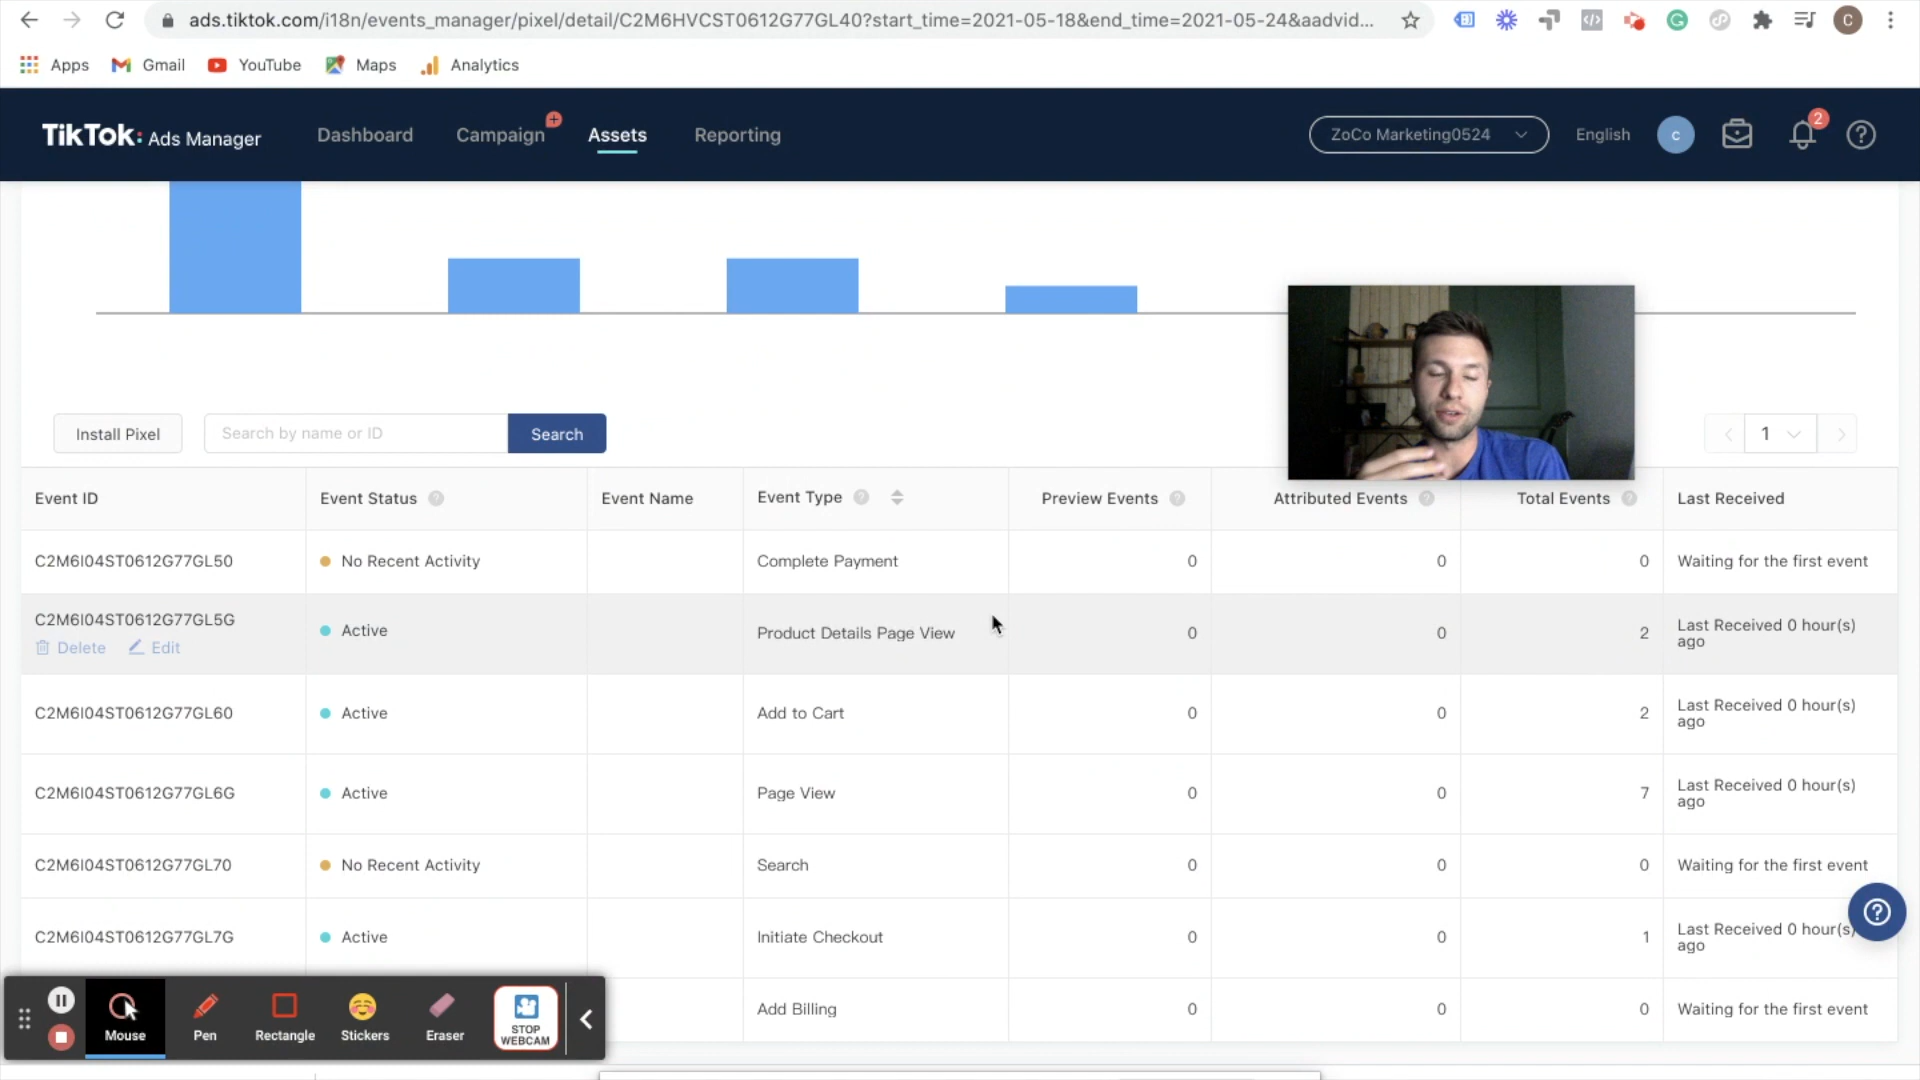 ads.tiktok.com/i18n/events_manager/pixel/detail/C2M6HVCST0612G77GL40?start_time=2021-05-18&end_time=2021-05-24&aadvid...
C
Apps
Gmail
YouTube
Maps
Analytics
TikTok: Ads Manager
Dashboard
Campaign
Assets
Reporting
ZoCo Marketing0524
English
c
2
Install Pixel
Search by name or ID
Search
1
Event ID
Event Status
Event Name
Event Type
Preview Events
Attributed Events
Total Events
Last Received
C2M6I04ST0612G77GL50
No Recent Activity
Complete Payment
0
0
0
Waiting for the first event
C2M6I04ST0612G77GL5G
Delete
Edit
Active
Product Details Page View
0
0
2
Last Received 0 hour(s)
ago
C2M6I04ST0612G77GL60
Active
Add to Cart
0
0
2
Last Received 0 hour(s)
ago
C2M6I04ST0612G77GL6G
Active
Page View
0
0
7
Last Received 0 hour(s)
ago
C2M6I04ST0612G77GL70
No Recent Activity
Search
0
0
0
Waiting for the first event
C2M6I04ST0612G77GL7G
Active
Initiate Checkout
0
0
1
Last Received 0 hour(s)
ago
Add Billing
0
0
0
Waiting for the first event
Mouse
Pen
Rectangle
Stickers
Eraser
STOP
WEBCAM